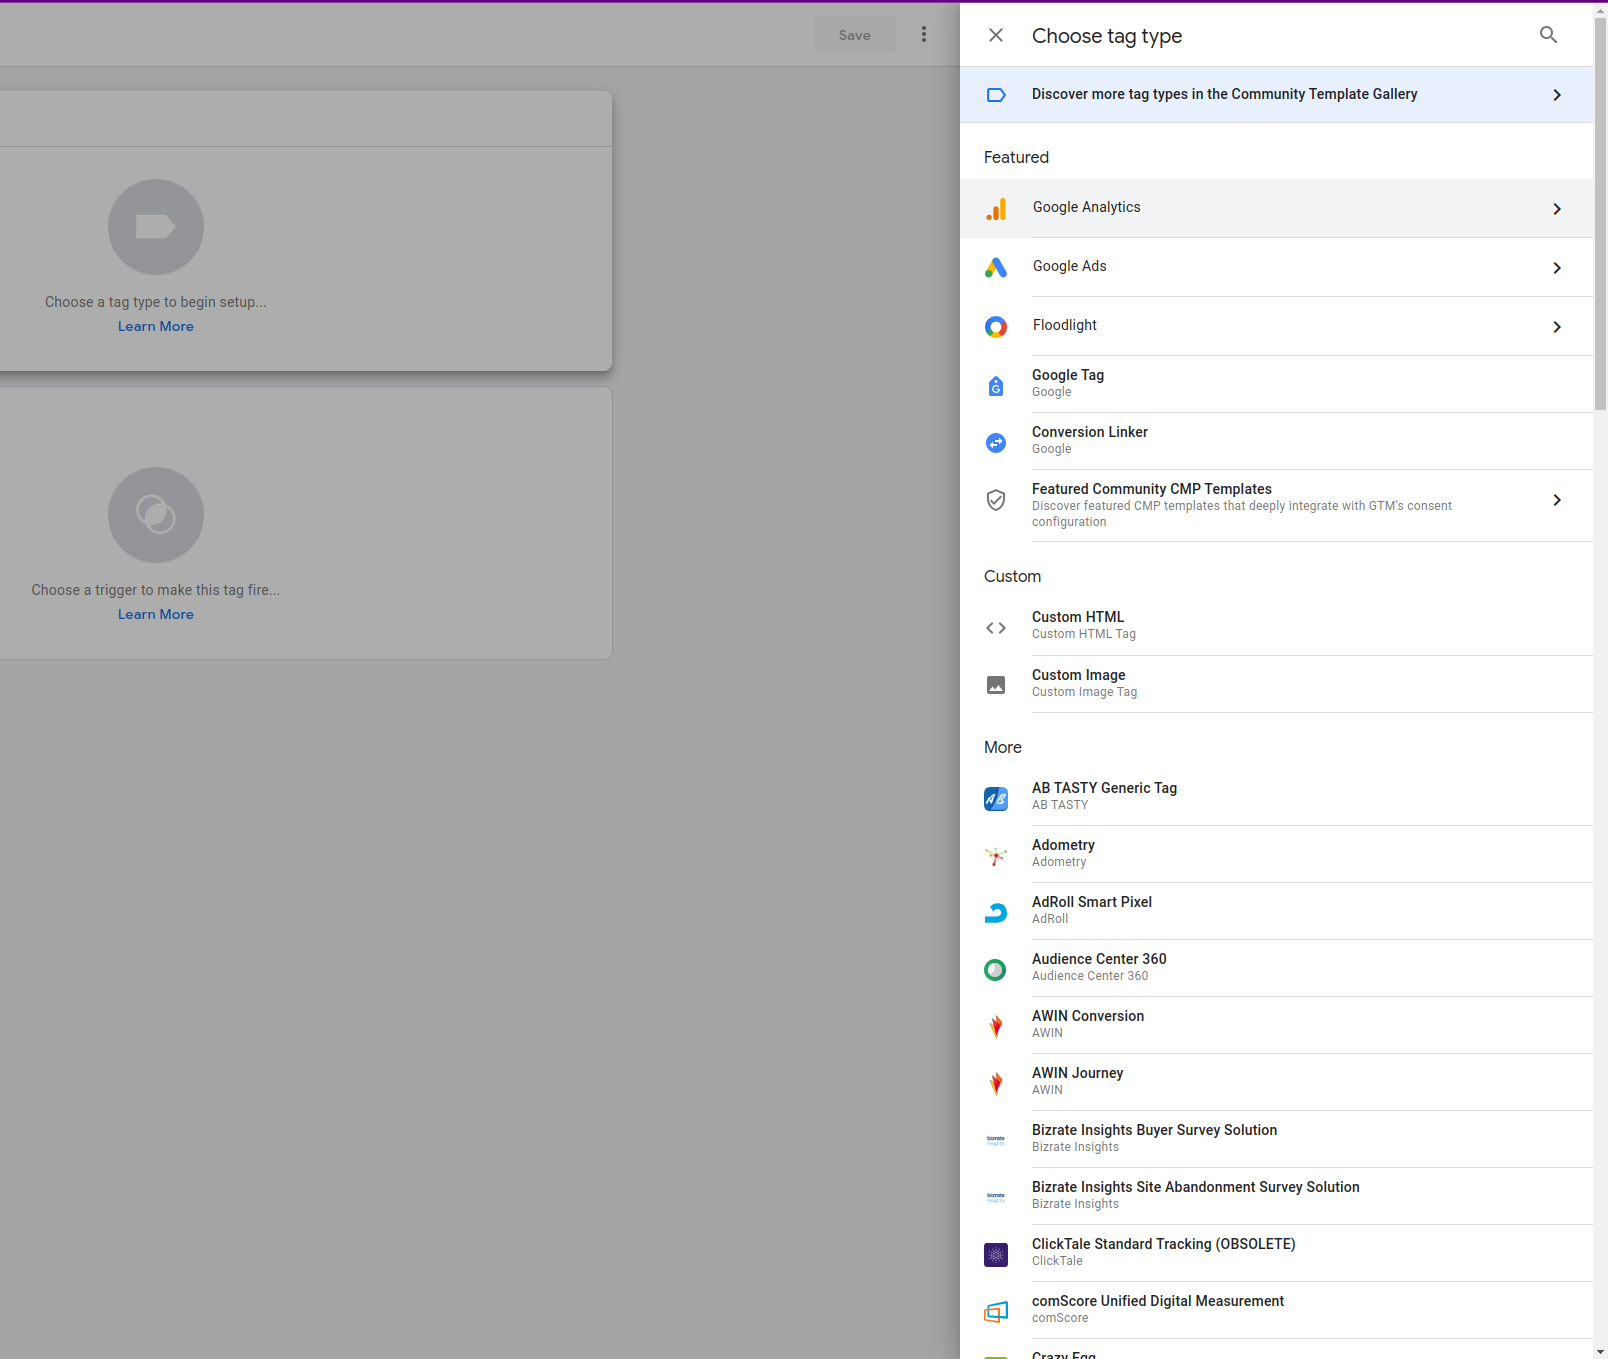 Save
Choose tag type
Discover more tag types in the Community Template Gallery
Featured
Google Analytics
Google Ads
Floodlight
Google Tag
Google
Conversion Linker
Google
Featured Community CMP Templates
Discover featured CMP templates that deeply integrate with GTM's consent
configuration
Custom
Custom HTML
Custom HTML Tag
Custom Image
Custom Image Tag
More
AB TASTY Generic Tag
AB TASTY
Adometry
Adometry
AdRoll Smart Pixel
AdRoll
Audience Center 360
Audience Center 360
AWIN Conversion
AWIN
AWIN Journey
AWIN
Bizrate Insights Buyer Survey Solution
Bizrate Insights
Bizrate Insights Site Abandonment Survey Solution
Bizrate Insights
ClickTale Standard Tracking (OBSOLETE)
ClickTale
comScore Unified Digital Measurement
comScore
Crazy Egg
Choose a tag type to begin setup...
Learn More
Choose a trigger to make this tag fire...
Learn More